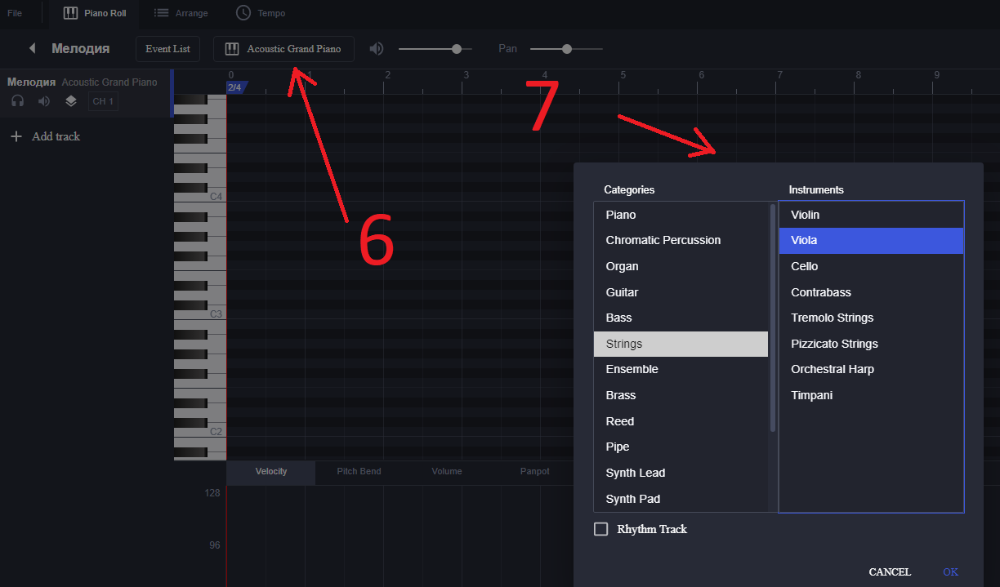 File Piano Roll Arrange Tempo
Мелодия Event List Acoustic Grand Piano Pan
Мелодия Acoustic Grand Piano
CH 1
Add track
0 1 2 3 4 5 6 7 8 9
2/4
7
6
C4
C3
C2
Categories
Piano
Chromatic Percussion
Organ
Guitar
Bass
Strings
Ensemble
Brass
Reed
Pipe
Synth Lead
Synth Pad
Instruments
Violin
Viola
Cello
Contrabass
Tremolo Strings
Pizzicato Strings
Orchestral Harp
Timpani
Rhythm Track
CANCEL OK
Velocity Pitch Bend Volume Panpot
128
96